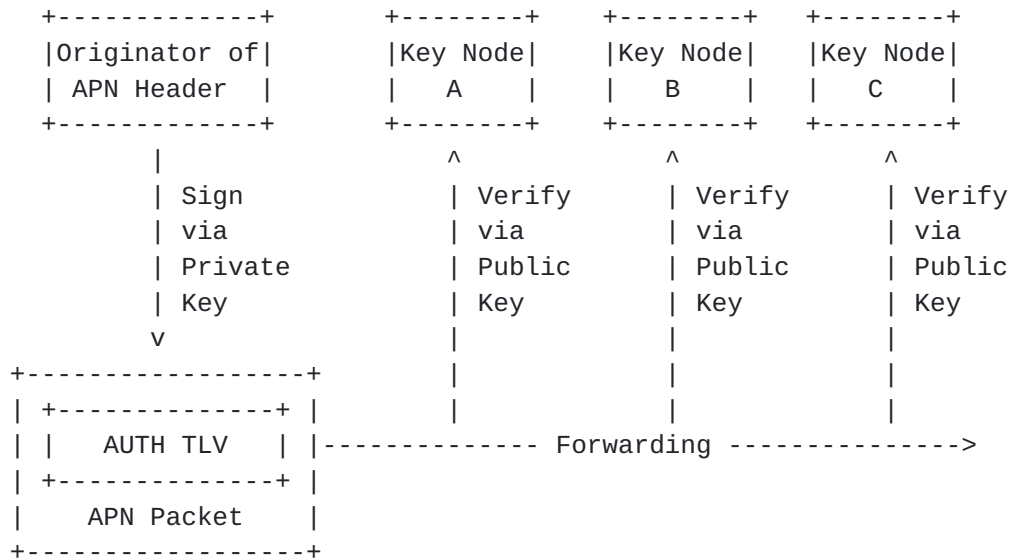 +-------------+      +--------+    +--------+   +--------+
|Originator of|      |Key Node|    |Key Node|   |Key Node|
| APN Header  |      |   A    |    |   B    |   |   C    |
+-------------+      +--------+    +--------+   +--------+
      |                ^            ^            ^
      | Sign           | Verify     | Verify     | Verify
      | via            | via        | via        | via
      | Private        | Public     | Public     | Public
      | Key            | Key        | Key        | Key
      v                |            |            |
+-----------------+       |            |            |
| +-------------+ |       |            |            |
| |   AUTH TLV   | |-------------- Forwarding -------------->
| +-------------+ |
|    APN Packet    |
+-----------------+